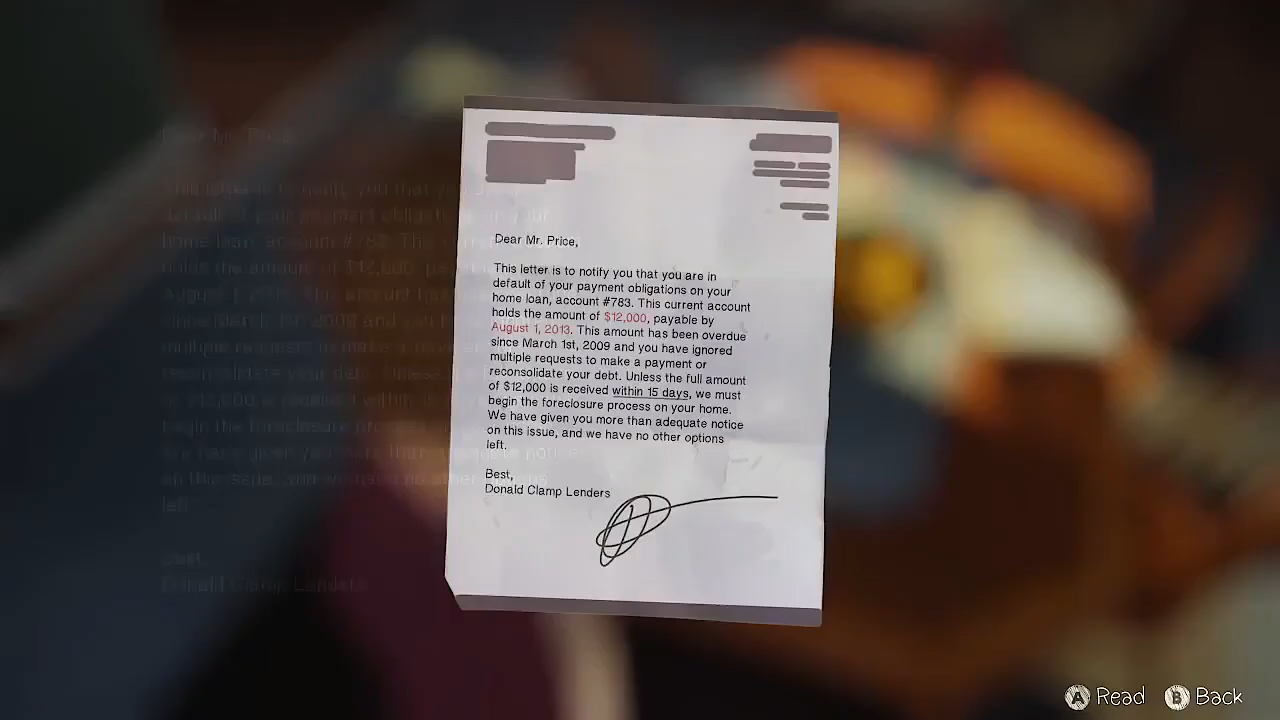 Dear Mr. Price,
This letter is to notify you that you are in
default of your payment obligations on your
home loan, account #783. This current account
holds the amount of $12,000, payable by
August 1, 2013. This amount has been overdue
since March 1st, 2009 and you have ignored
multiple requests to make a payment or
reconsolidate your debt. Unless the full amount
of $12,000 is received within 15 days, we must
begin the foreclosure process on your home.
We have given you more than adequate notice
on this issue, and we have no other options
left.
Best,
Donald Clamp Lenders
A Read B Back